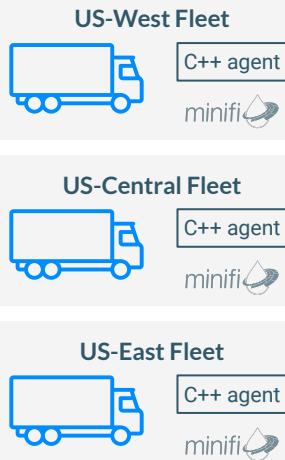 US-West Fleet
C++ agent
minifi
US-Central Fleet
C++ agent
minifi
US-East Fleet
C++ agent
minifi